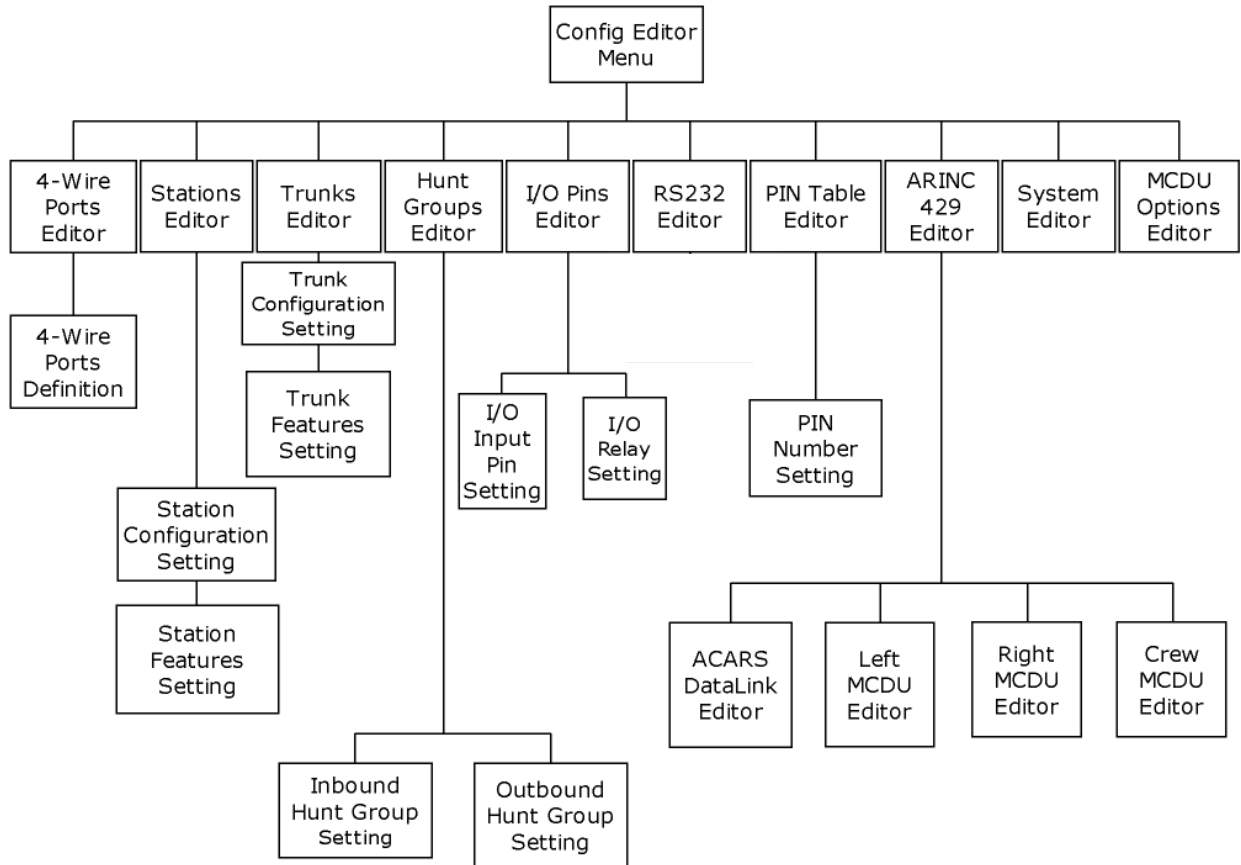 Config Editor
Menu
4-Wire
Ports
Editor
Stations
Editor
Trunks
Editor
Hunt
Groups
Editor
I/O Pins
Editor
RS232
Editor
PIN Table
Editor
ARINC
429
Editor
System
Editor
MCDU
Options
Editor
4-Wire
Ports
Definition
Trunk
Configuration
Setting
Trunk
Features
Setting
I/O
Input
Pin
Setting
I/O
Relay
Setting
PIN
Number
Setting
Station
Configuration
Setting
Station
Features
Setting
ACARS
DataLink
Editor
Left
MCDU
Editor
Right
MCDU
Editor
Crew
MCDU
Editor
Inbound
Hunt Group
Setting
Outbound
Hunt Group
Setting